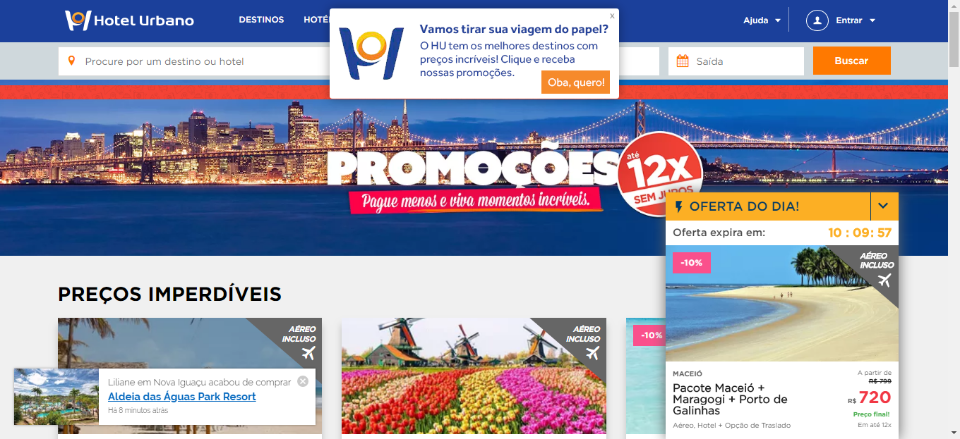 Hotel Urbano
DESTINOS
Ajuda
Entrar
Vamos tirar sua viagem do papel?
x
O HU tem os melhores destinos com
preços incríveis! Clique e receba
nossas promoções.
Oba, quero!
Procure por um destino ou hotel
Saída
Buscar
PROMOÇÕES
até
12x
SEM JUROS
Pague menos e viva momentos incríveis.
OFERTA DO DIA!
Oferta expira em:
10 : 09 : 57
-10%
AÉREO
INCLUSO
PREÇOS IMPERDÍVEIS
AÉREO
INCLUSO
AÉREO
INCLUSO
-10%
MACEIÓ
Pacote Maceió +
Maragogi + Porto de
Galinhas
Aéreo, Hotel + Opção de Traslado
A partir de
R$ 799
R$ 720
Preço final!
Em até 12x
Liliane em Nova Iguaçu acabou de comprar
Aldeia das Águas Park Resort
Há 8 minutos atrás